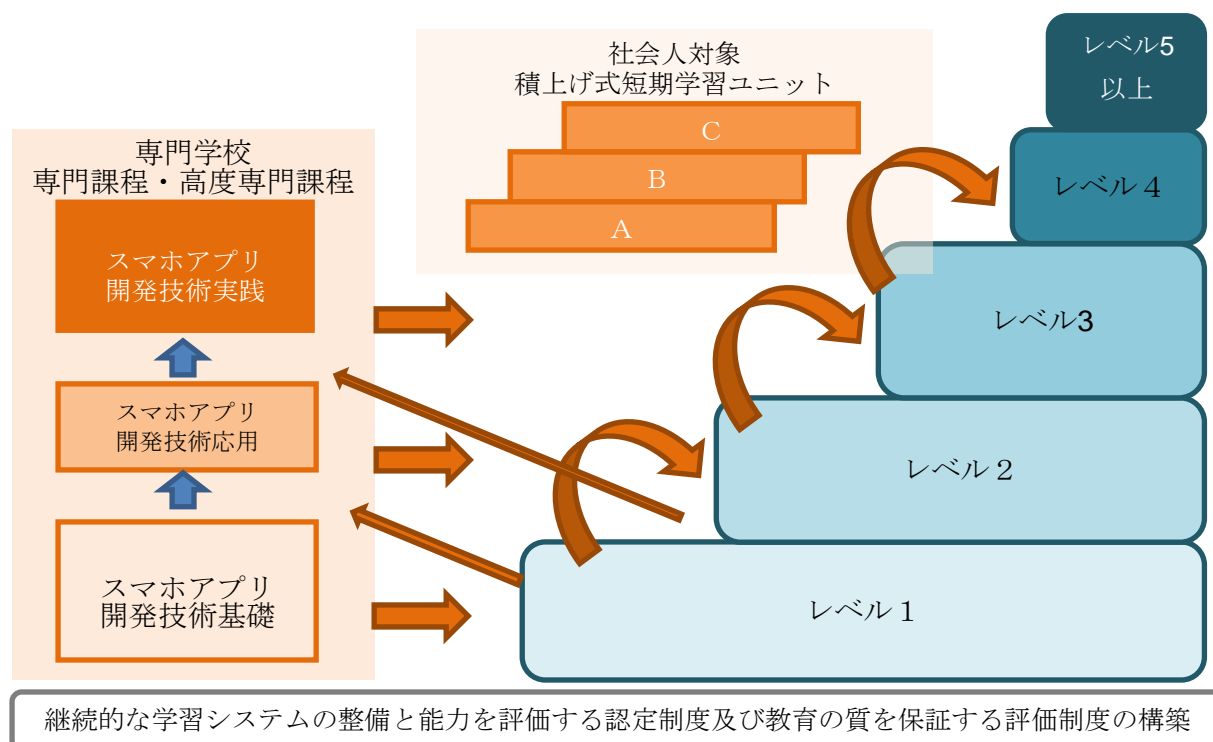 社会人対象
積上げ式短期学習ユニット
C
B
A
専門学校
専門課程・高度専門課程
スマホアプリ
開発技術実践
スマホアプリ
開発技術応用
スマホアプリ
開発技術基礎
レベル5
以上
レベル４
レベル3
レベル２
レベル１
継続的な学習システムの整備と能力を評価する認定制度及び教育の質を保証する評価制度の構築